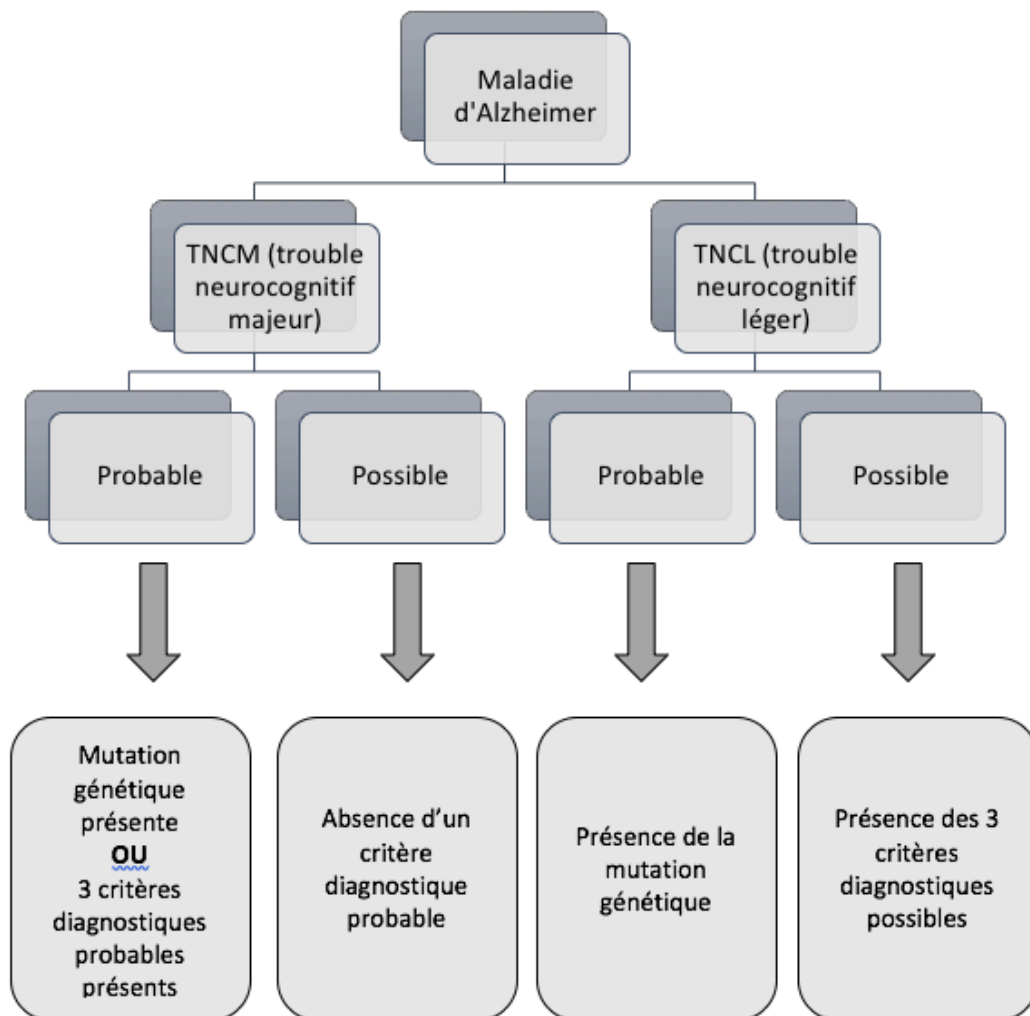 Maladie
d'Alzheimer
TNCM (trouble
neurocognitif
majeur)
TNCL (trouble
neurocognitif
léger)
Probable
Possible
Probable
Possible
Mutation
génétique
présente
OU
3 critères
diagnostiques
probables
présents
Absence d’un
critère
diagnostique
probable
Présence de la
mutation
génétique
Présence des 3
critères
diagnostiques
possibles